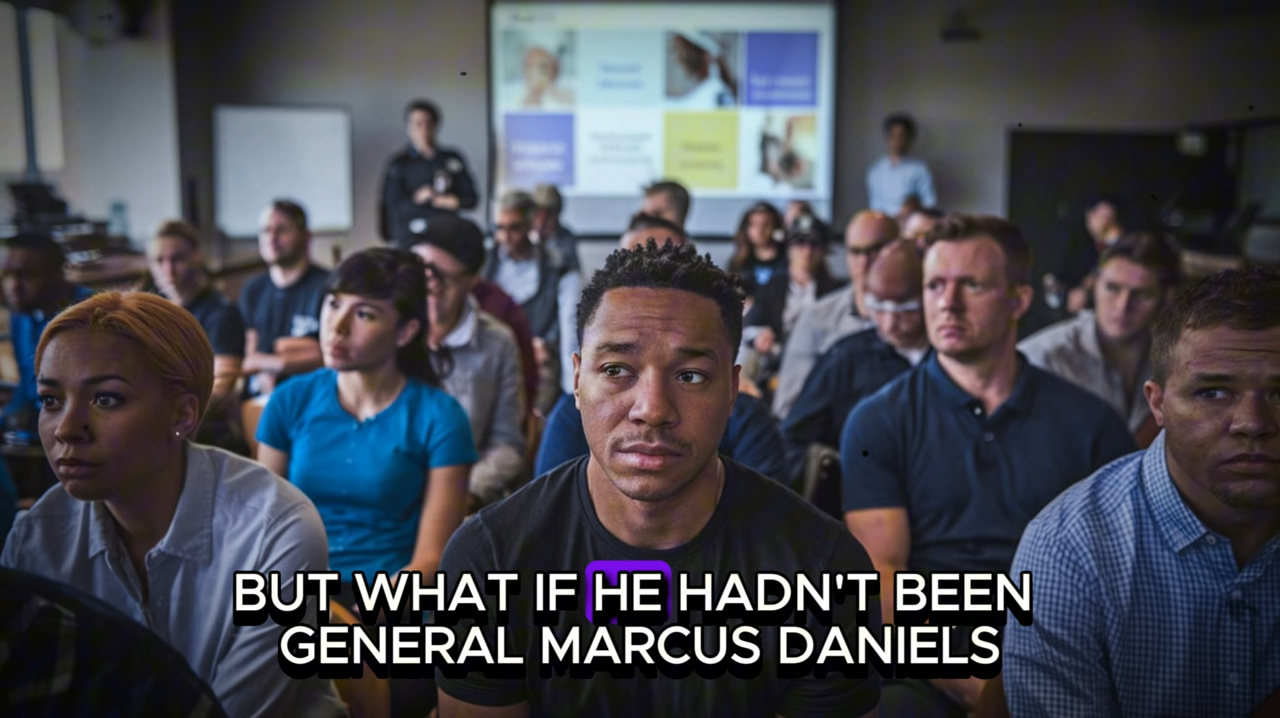 BUT WHAT IF HE HADN'T BEEN
GENERAL MARCUS DANIELS